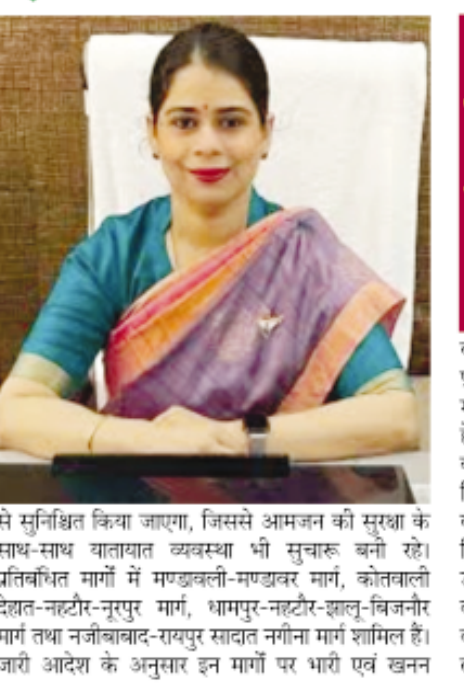 से सुनिश्चित किया जाएगा, जिससे आमजन की सुरक्षा के
साथ-साथ यातायात व्यवस्था भी सुचारू बनी रहे।
प्रतिबंधित मार्गों में मण्डावली-मण्डावर मार्ग, कोतवाली
देहात-नहटौर-नूरपुर मार्ग, धामपुर-नहटौर-झालू-बिजनौर
मार्ग तथा नजीबाबाद-रायपुर सादात नगीना मार्ग शामिल हैं।
जारी आदेश के अनुसार इन मार्गों पर भारी एवं खनन